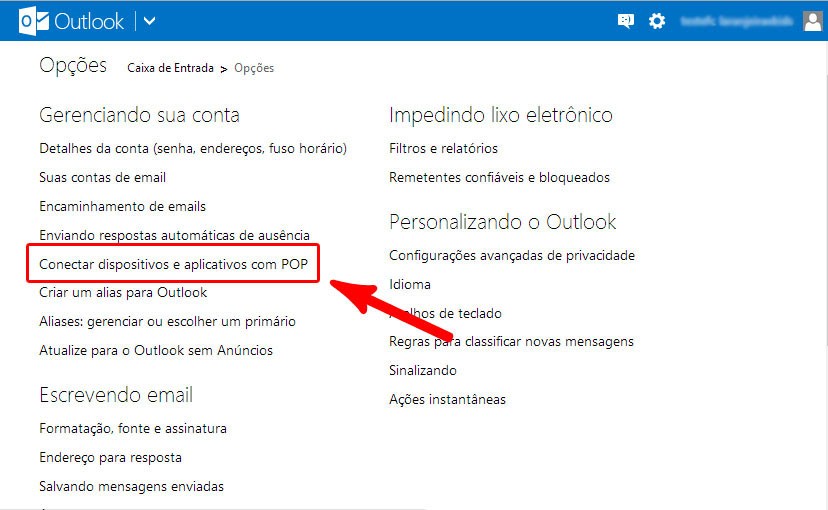 Outlook
Opções Caixa de Entrada > Opções
Gerenciando sua conta
Detalhes da conta (senha, endereços, fuso horário)
Suas contas de email
Encaminhamento de emails
Enviando respostas automáticas de ausência
Conectar dispositivos e aplicativos com POP
Criar um alias para Outlook
Aliases: gerenciar ou escolher um primário
Atualize para o Outlook sem Anúncios
Escrevendo email
Formatação, fonte e assinatura
Endereço para resposta
Salvando mensagens enviadas
Impedindo lixo eletrônico
Filtros e relatórios
Remetentes confiáveis e bloqueados
Personalizando o Outlook
Configurações avançadas de privacidade
Idioma
de teclado
Regras para classificar novas mensagens
Sinalizando
Ações instantâneas